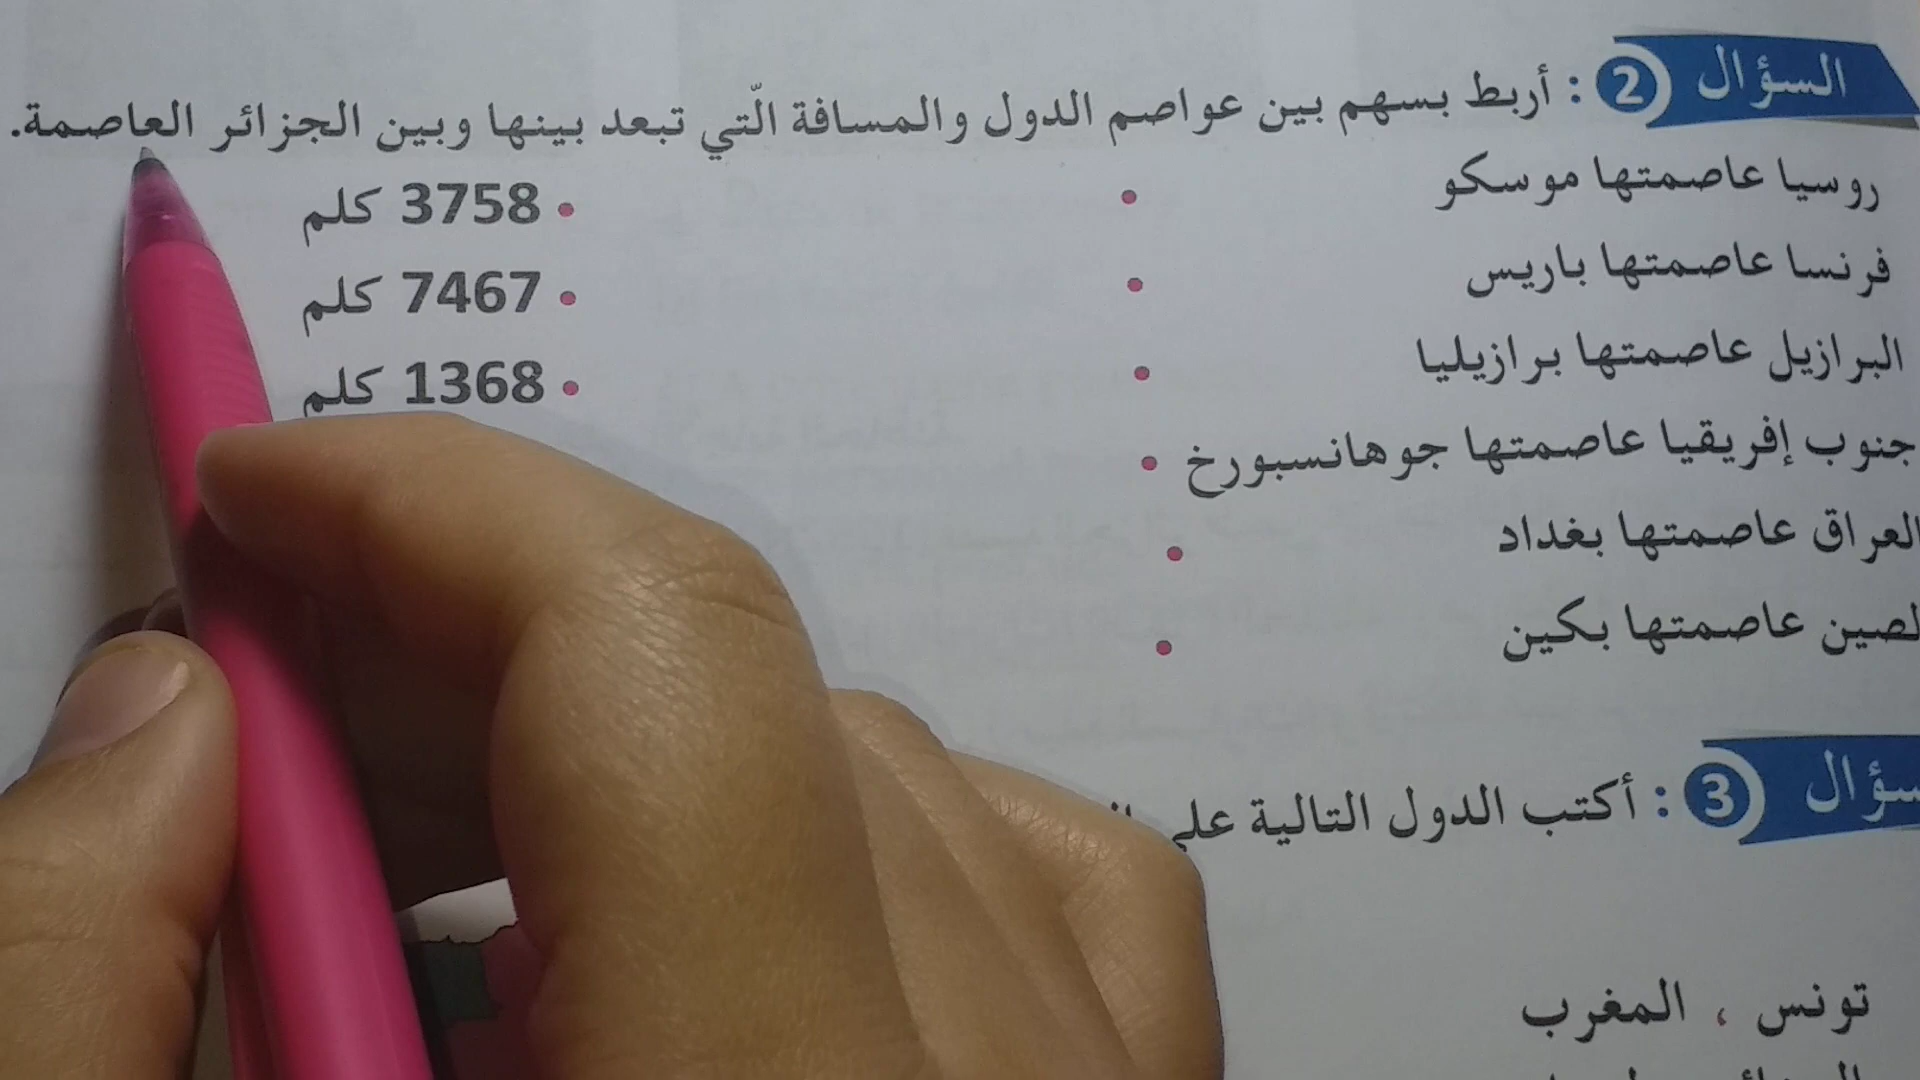 السؤال 2 : أربط بسهم بين عواصم الدول والمسافة الّتي تبعد بينها وبين الجزائر العاصمة.
روسيا عاصمتها موسكو • • 3758 كلم
فرنسا عاصمتها باريس • • 7467 كلم
البرازيل عاصمتها برازيليا • • 1368 كلم
جنوب إفريقيا عاصمتها جوهانسبورخ •
العراق عاصمتها بغداد •
لصين عاصمتها بكين •
سؤال 3 : أكتب الدول التالية على
تونس ، المغرب